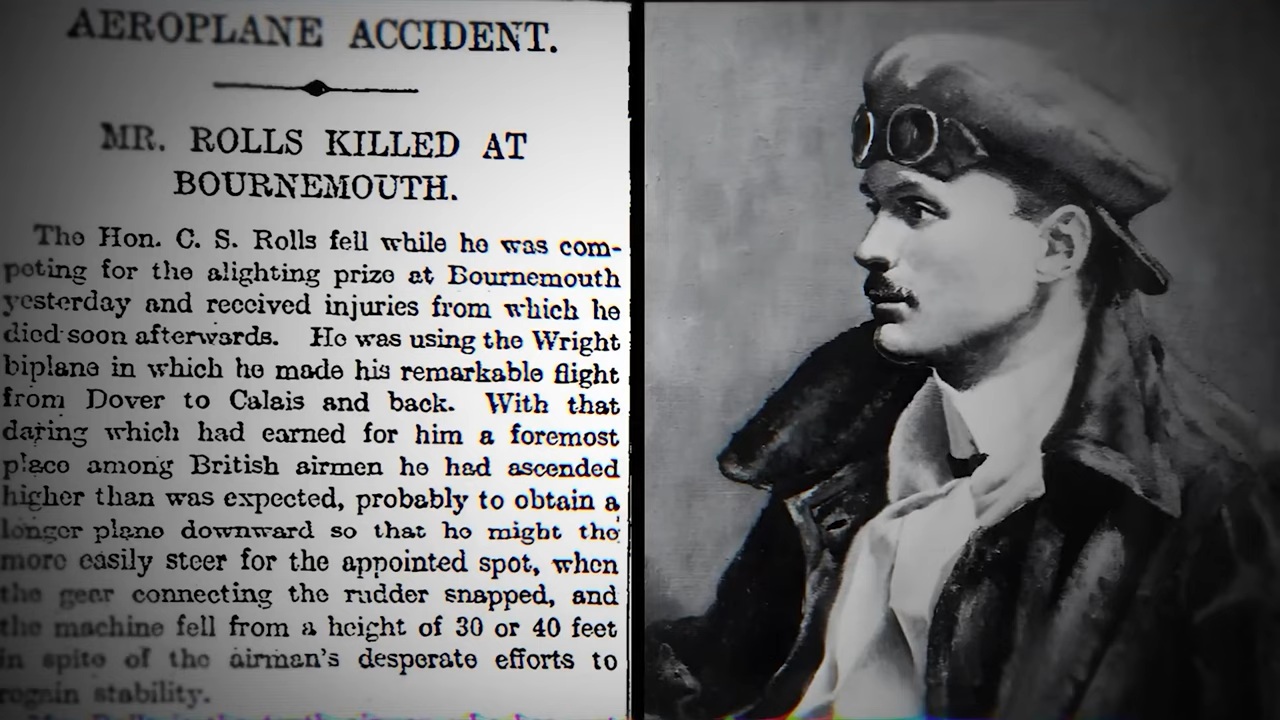 AEROPLANE ACCIDENT.
MR. ROLLS KILLED AT
BOURNEMOUTH.
The Hon. C. S. Rolls fell while he was com-
peting for the alighting prize at Bournemouth
yesterday and received injuries from which he
died soon afterwards. He was using the Wright
biplane in which he made his remarkable flight
from Dover to Calais and back. With that
daring which had earned for him a foremost
place among British airmen he had ascended
higher than was expected, probably to obtain a
longer plane downward so that he might the
more easily steer for the appointed spot, when
the gear connecting the rudder snapped, and
the machine fell from a height of 30 or 40 feet
in spite of the airman's desperate efforts to
regain stability.